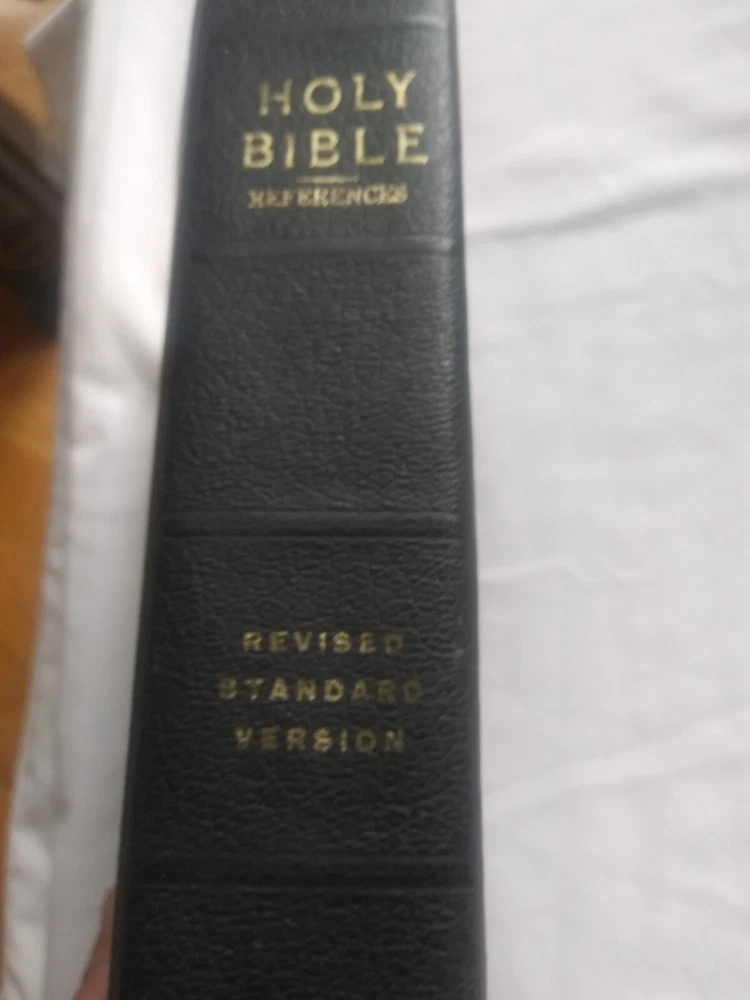 HOLY
BIBLE
REFERENCES
REVISED
STANDARD
VERSION